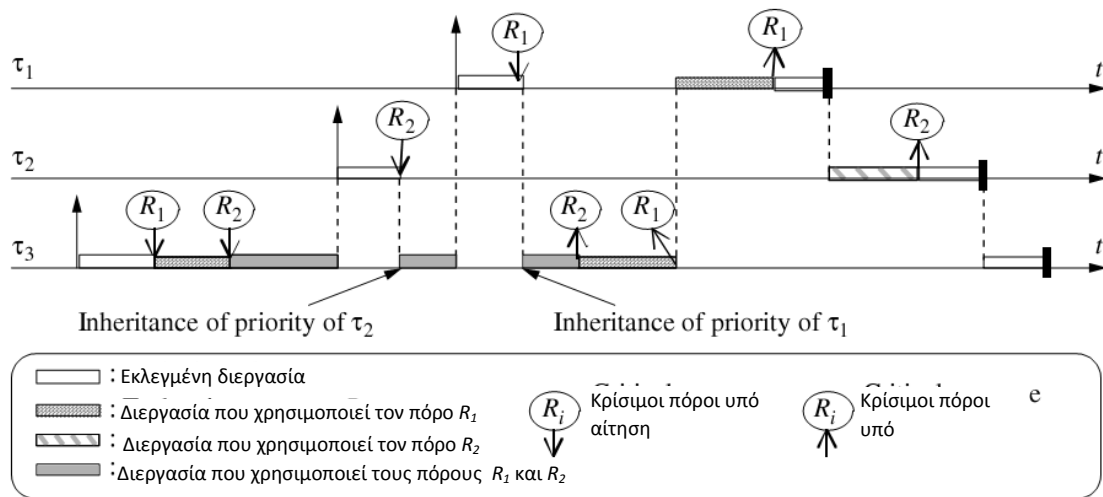 R1 R1
τ1 t
R2 R2
τ2 t
R1 R2 R2 R1
τ3 t
Inheritance of priority of τ2 Inheritance of priority of τ1
: Εκλεγμένη διεργασία
: Διεργασία που χρησιμοποιεί τον πόρο R1
: Διεργασία που χρησιμοποιεί τον πόρο R2
:Διεργασία που χρησιμοποιεί τους πόρους R1 και R2
Ri Κρίσιμοι πόροι υπό
αίτηση
Ri Κρίσιμοι πόροι
υπό
e